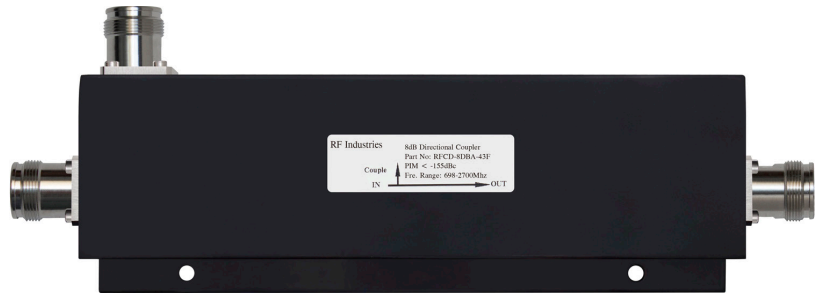 RF Industries
8dB Directional Coupler
Part No: RFCD-8DBA-43F
PIM < -155dBc
Fre. Range: 698-2700Mhz
Couple
IN
OUT